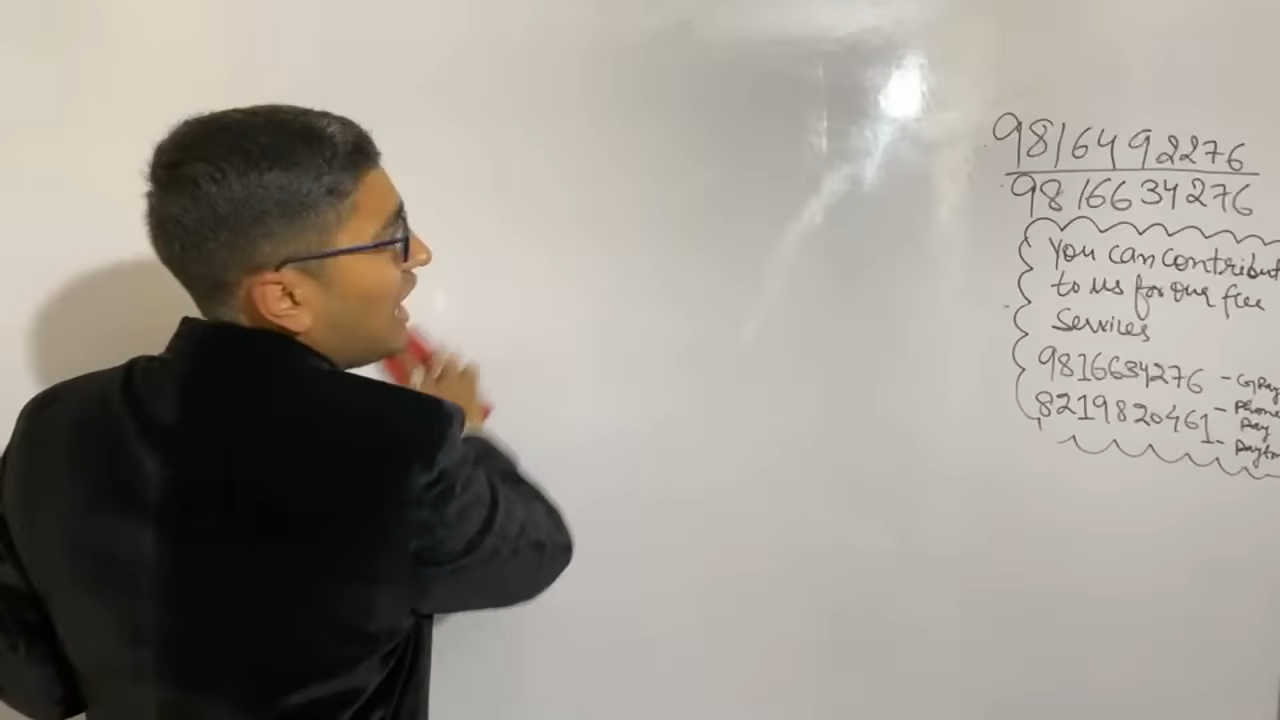 9816492276
9816634276
You can contribut
to us for our free
Services
9816634276 - GPay
8219820461 - Phone
Pay
- Paytm